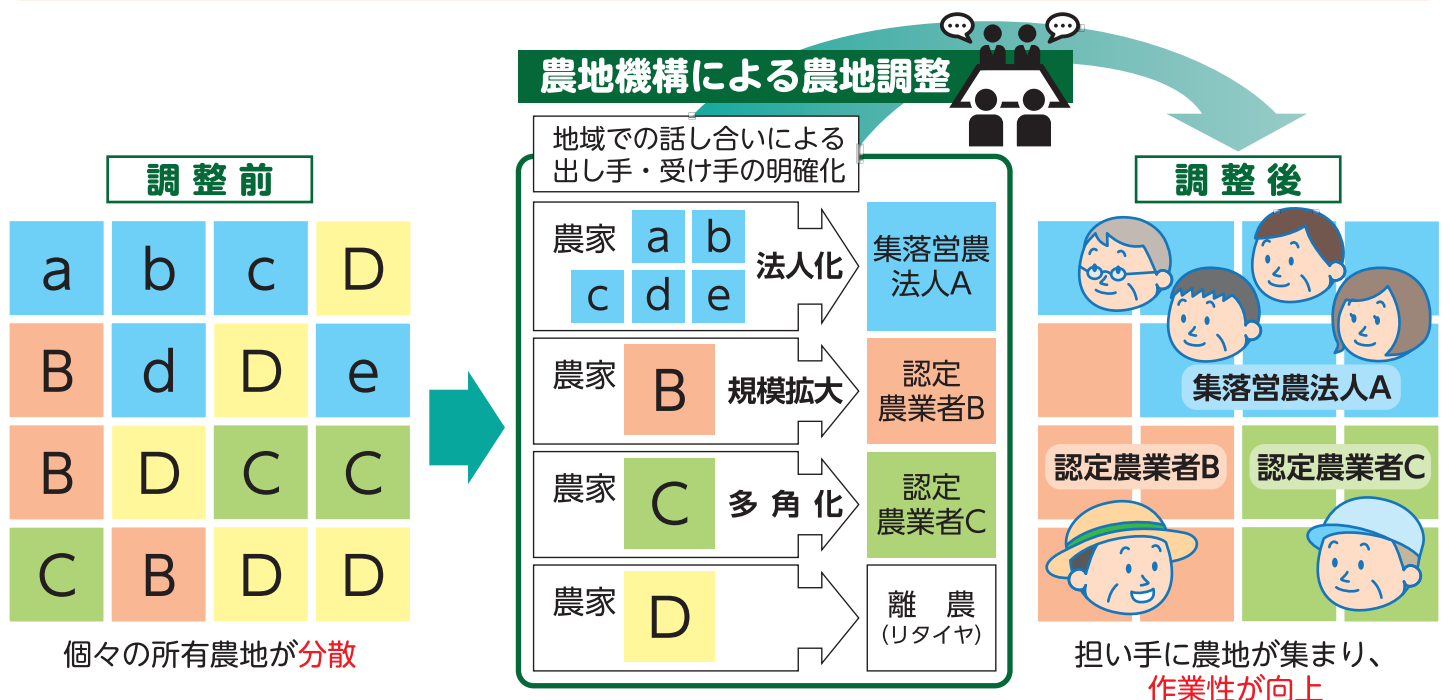 農地機構による農地調整
地域での話し合いによる
出し手・受け手の明確化
調整前
a b c D
B d D e
B D C C
C B D D
個々の所有農地が分散
農家 a b
c d e
法人化
集落営農
法人A
農家 B 規模拡大
認定
農業者B
農家 C 多角化
認定
農業者C
農家 D
離 農
(リタイヤ)
調整後
集落営農法人A
認定農業者B
認定農業者C
担い手に農地が集まり、
作業性が向上